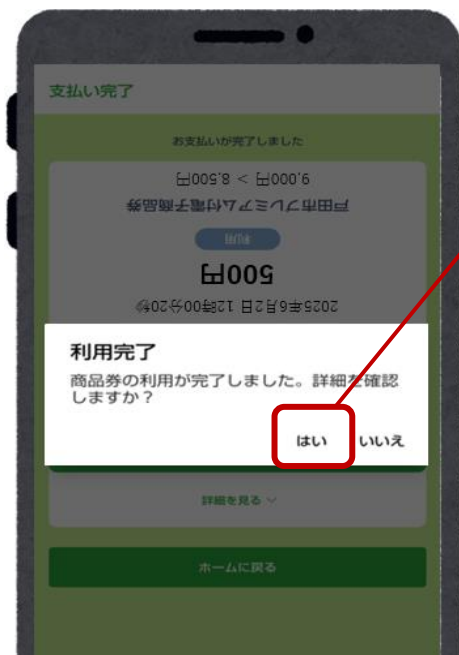 支払い完了
お支払いが完了しました
2025年6月2日 12時00分20秒
500円
利用
戸田市プレミアム付電子商品券
9,000円 > 8,500円
利用完了
商品券の利用が完了しました。詳細を確認
しますか？
はい いいえ
詳細を見る
ホームに戻る